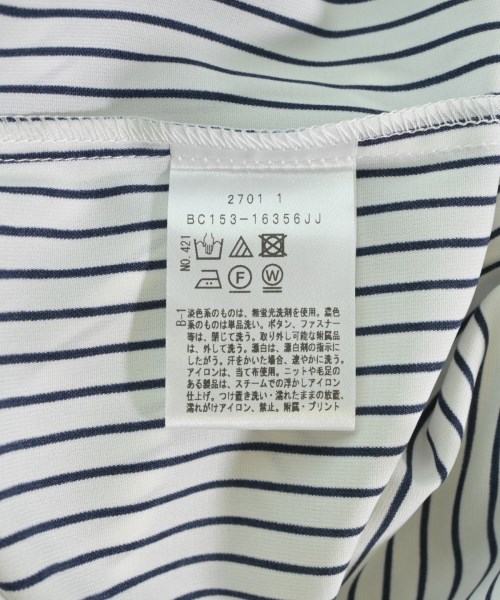 2701 1
BC153-16356JJ
NO.421
F
W
B-1
淡色系のものは、無蛍光洗剤を使用。濃色
系のものは単品洗い。ボタン、ファスナー
等は、閉じて洗う。取り外し可能な附属品
は、外して洗う。漂白は、漂白剤の指示に
したがう。汗をかいた場合、速やかに洗う。
アイロンは、当て布使用。ニットや毛足の
ある製品は、スチームでの浮かしアイロン
仕上げ。つけ置き洗い・濡れたままの放置、
濡れがけアイロン、禁止。附属・プリント